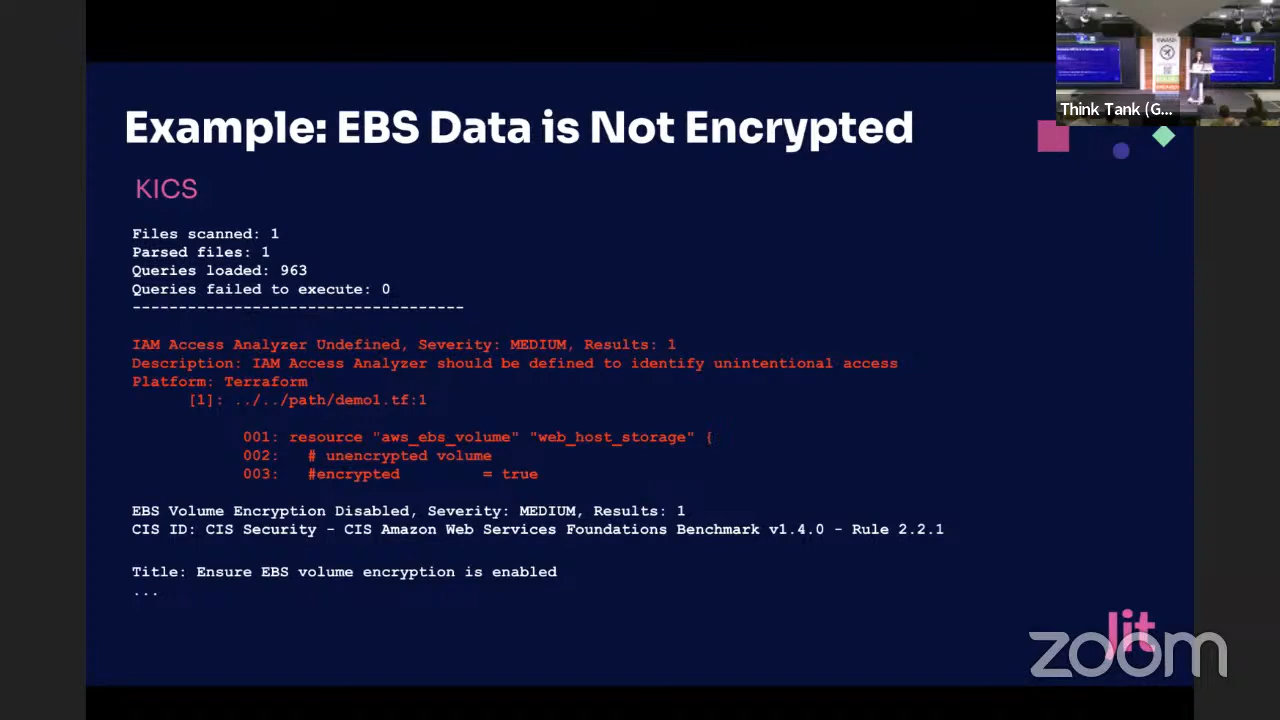 Think Tank (G...
Example: EBS Data is Not Encrypted
KICS
Files scanned: 1
Parsed files: 1
Queries loaded: 963
Queries failed to execute: 0
------------------------------------
IAM Access Analyzer Undefined, Severity: MEDIUM, Results: 1
Description: IAM Access Analyzer should be defined to identify unintentional access
Platform: Terraform
[1]: ../../path/demo1.tf:1
001: resource "aws_ebs_volume" "web_host_storage" {
002:   # unencrypted volume
003:   #encrypted         = true
EBS Volume Encryption Disabled, Severity: MEDIUM, Results: 1
CIS ID: CIS Security - CIS Amazon Web Services Foundations Benchmark v1.4.0 - Rule 2.2.1
Title: Ensure EBS volume encryption is enabled
...
Jit
zoom